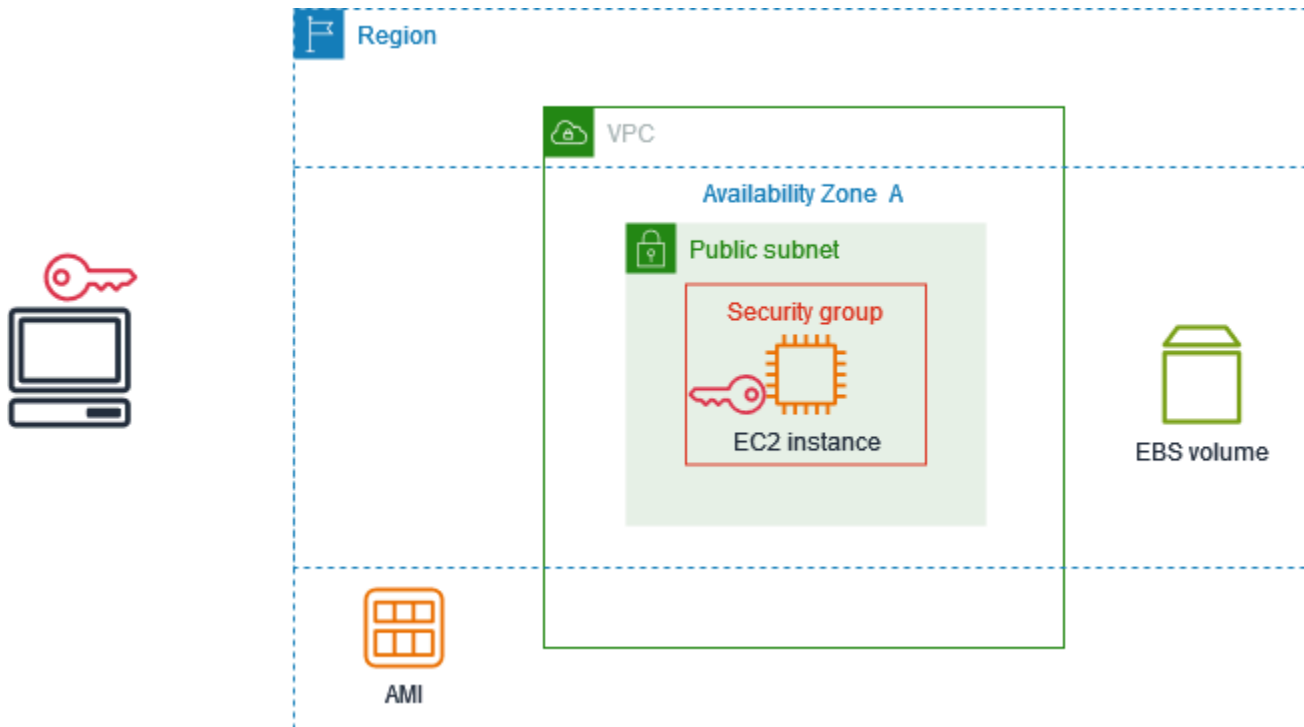 Region
VPC
Availability Zone A
Public subnet
Security group
EC2 instance
EBS volume
AMI